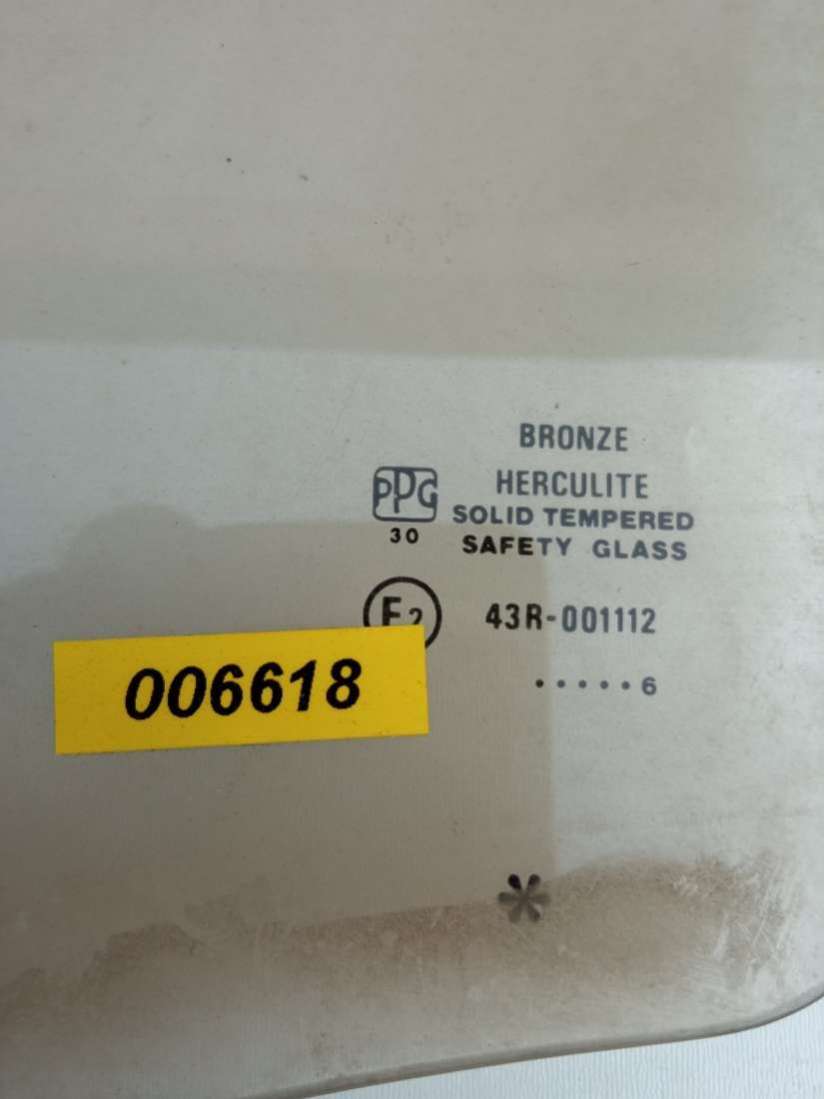 BRONZE
PPG HERCULITE
SOLID TEMPERED
30 SAFETY GLASS
E2 43R-001112
.....6
006618
*